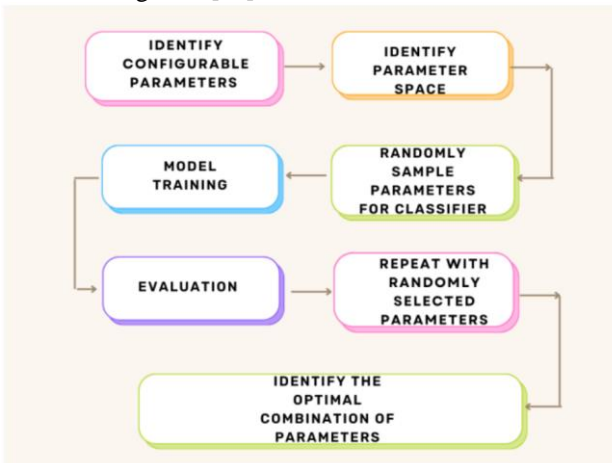 IDENTIFY
CONFIGURABLE
PARAMETERS
IDENTIFY
PARAMETER
SPACE
RANDOMLY
SAMPLE
PARAMETERS
FOR CLASSIFIER
MODEL
TRAINING
EVALUATION
REPEAT WITH
RANDOMLY
SELECTED
PARAMETERS
IDENTIFY THE
OPTIMAL
COMBINATION OF
PARAMETERS